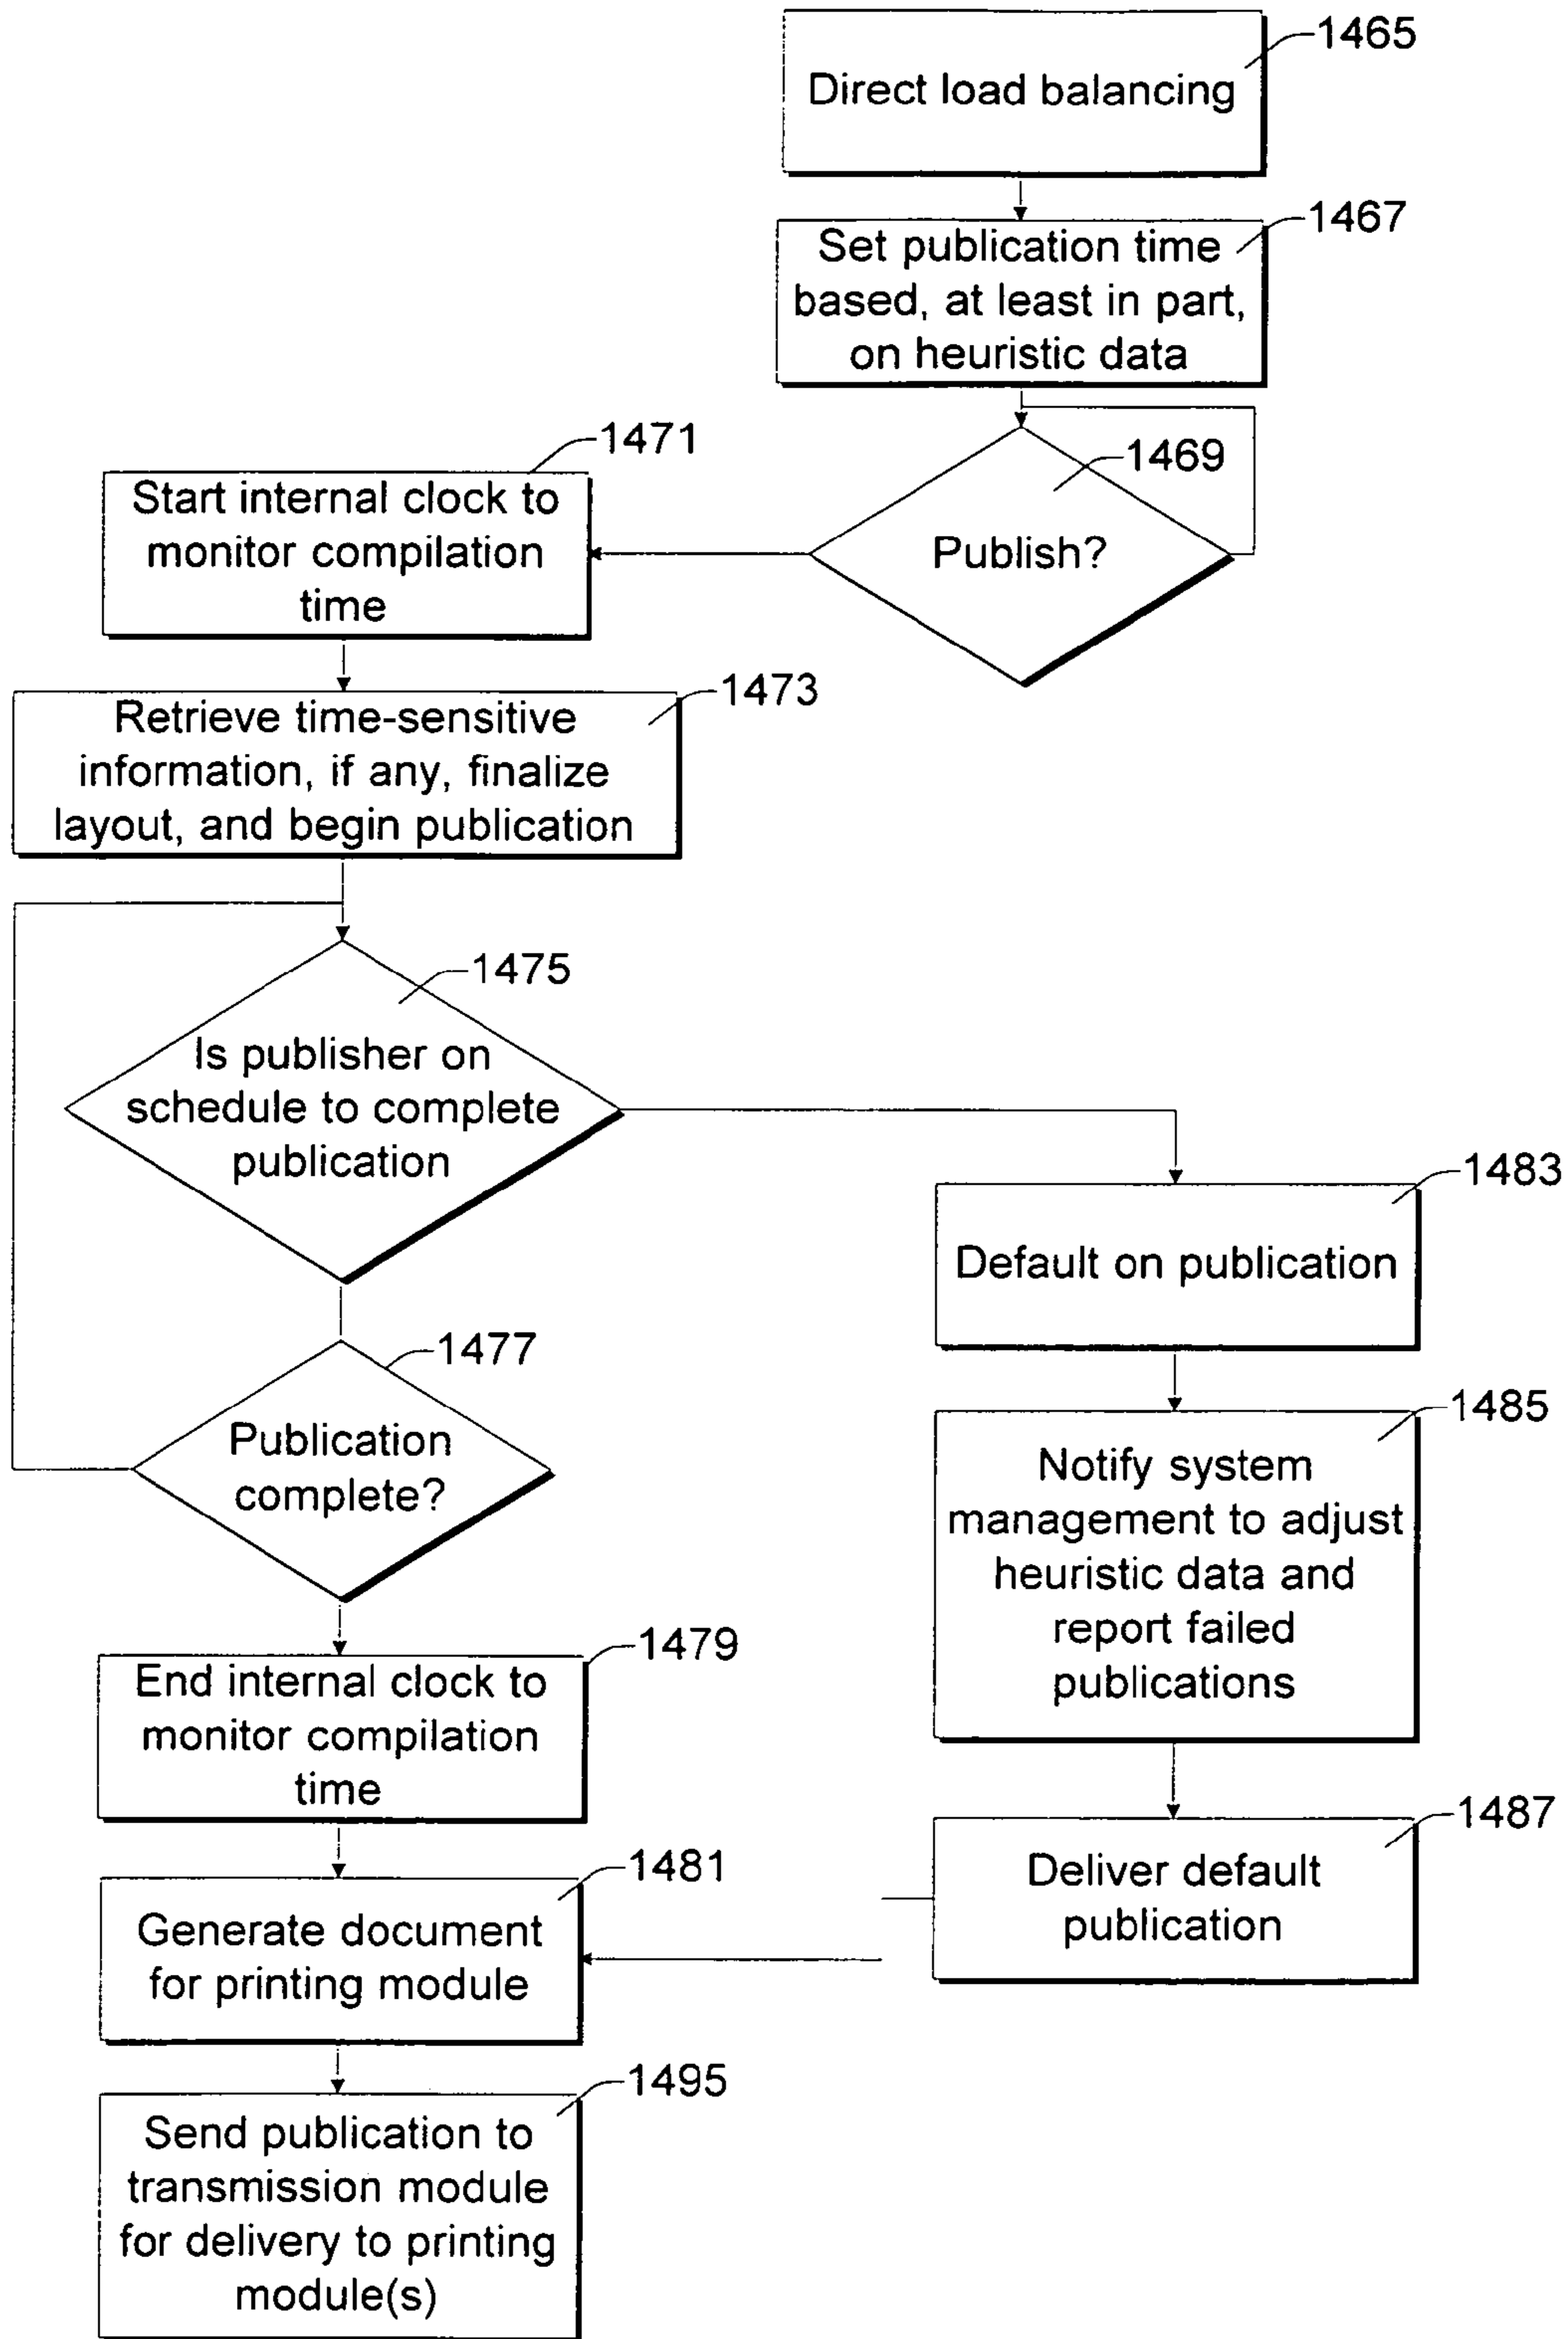 1465
Direct load balancing
1467
Set publication time
based, at least in part,
on heuristic data
1469
Publish?
1471
Start internal clock to
monitor compilation
time
1473
Retrieve time-sensitive
information, if any, finalize
layout, and begin publication
1475
Is publisher on
schedule to complete
publication
1477
Publication
complete?
1479
End internal clock to
monitor compilation
time
1481
Generate document
for printing module
1495
Send publication to
transmission module
for delivery to printing
module(s)
1483
Default on publication
1485
Notify system
management to adjust
heuristic data and
report failed
publications
1487
Deliver default
publication